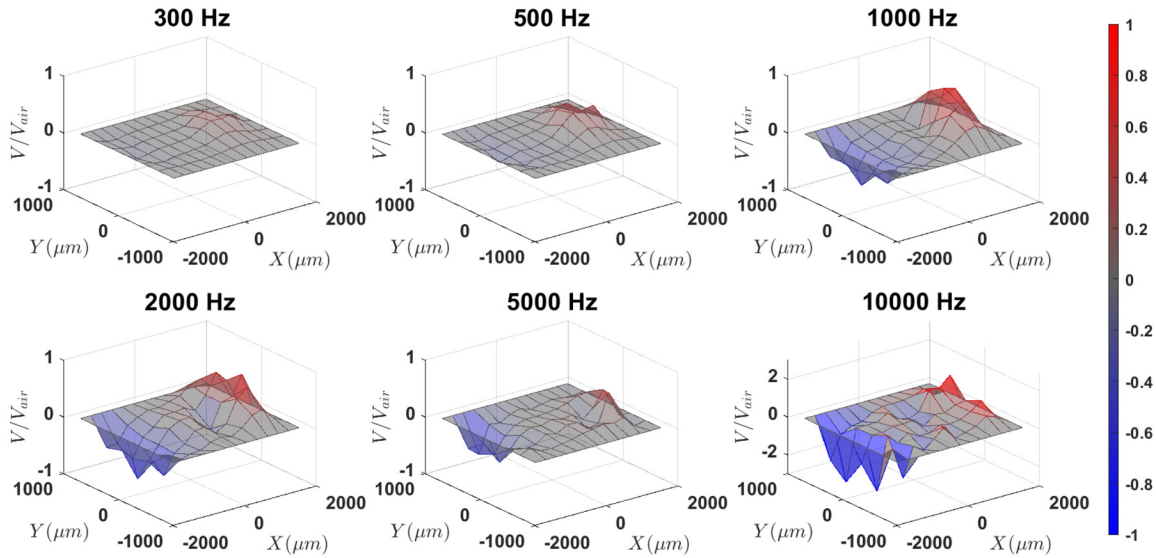 300 Hz
500 Hz
1000 Hz
1
0
-1
V/V_air
1000
0
-1000
Y(μm)
-2000
0
2000
X(μm)
1
0
-1
V/V_air
1000
0
-1000
Y(μm)
-2000
0
2000
X(μm)
1
0
-1
V/V_air
1000
0
-1000
Y(μm)
-2000
0
2000
X(μm)
2000 Hz
5000 Hz
10000 Hz
1
0
-1
V/V_air
1000
0
-1000
Y(μm)
-2000
0
2000
X(μm)
1
0
-1
V/V_air
1000
0
-1000
Y(μm)
-2000
0
2000
X(μm)
2
0
-2
V/V_air
1000
0
-1000
Y(μm)
-2000
0
2000
X(μm)
1
0.8
0.6
0.4
0.2
0
-0.2
-0.4
-0.6
-0.8
-1